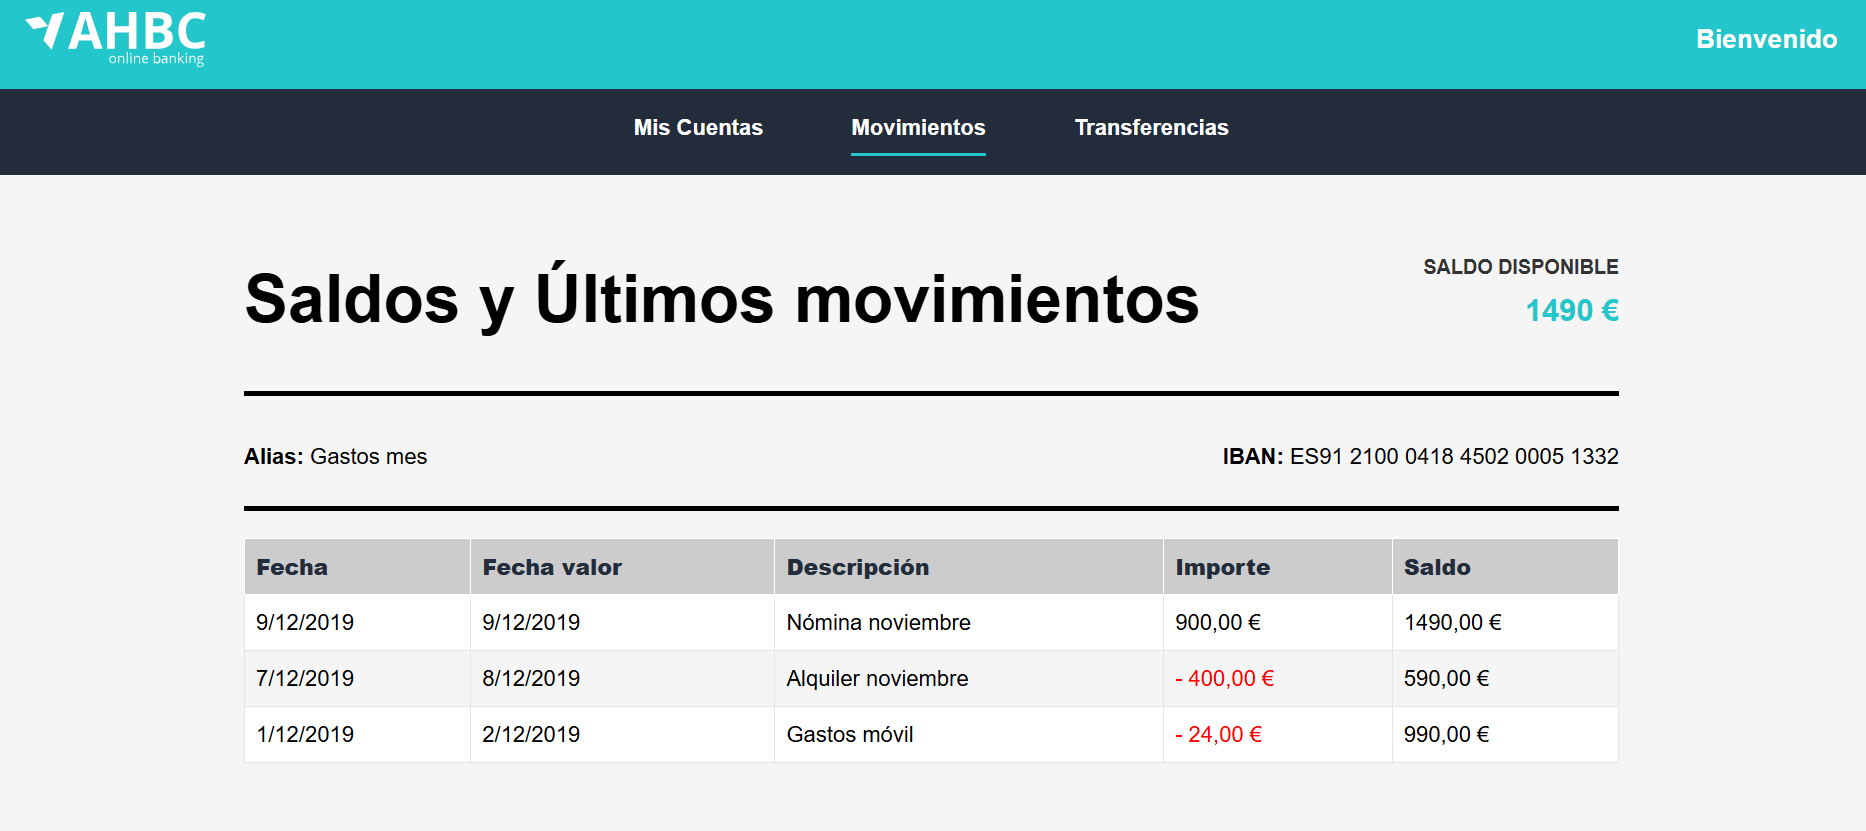 AHBC
online banking
Bienvenido
Mis Cuentas Movimientos Transferencias
Saldos y Últimos movimientos
SALDO DISPONIBLE
1490 €
Alias: Gastos mes
IBAN: ES91 2100 0418 4502 0005 1332
Fecha Fecha valor Descripción Importe Saldo
9/12/2019 9/12/2019 Nómina noviembre 900,00 € 1490,00 €
7/12/2019 8/12/2019 Alquiler noviembre - 400,00 € 590,00 €
1/12/2019 2/12/2019 Gastos móvil - 24,00 € 990,00 €